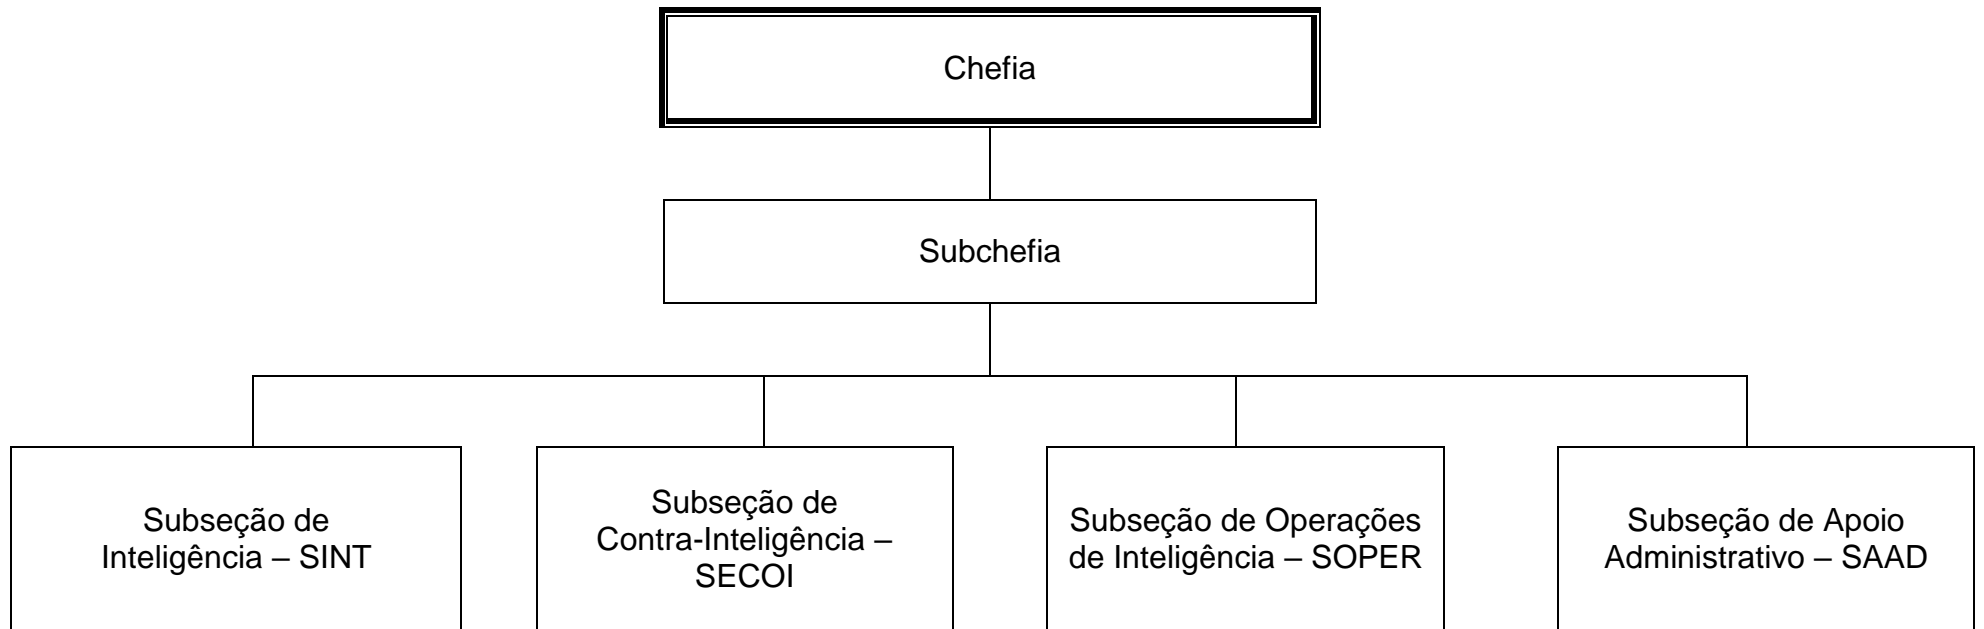 Chefia
Subchefia
Subseção de
Inteligência – SINT
Subseção de
Contra-Inteligência –
SECOI
Subseção de Operações
de Inteligência – SOPER
Subseção de Apoio
Administrativo – SAAD